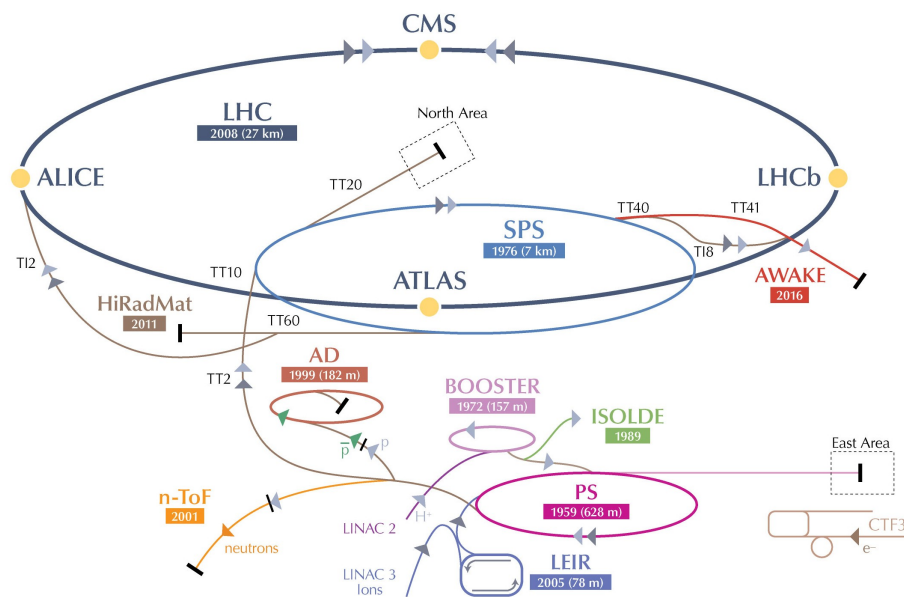 CMS
LHC
2008 (27 km)
North Area
ALICE
LHCb
TT20
TT40
TT41
SPS
1976 (7 km)
TI8
TI2
TT10
ATLAS
AWAKE
2016
HiRadMat
2011
TT60
AD
1999 (182 m)
TT2
BOOSTER
1972 (157 m)
ISOLDE
1989
p
p
East Area
n-ToF
2001
PS
1959 (628 m)
LINAC 2
H+
neutrons
CTF3
e–
LEIR
2005 (78 m)
LINAC 3
Ions